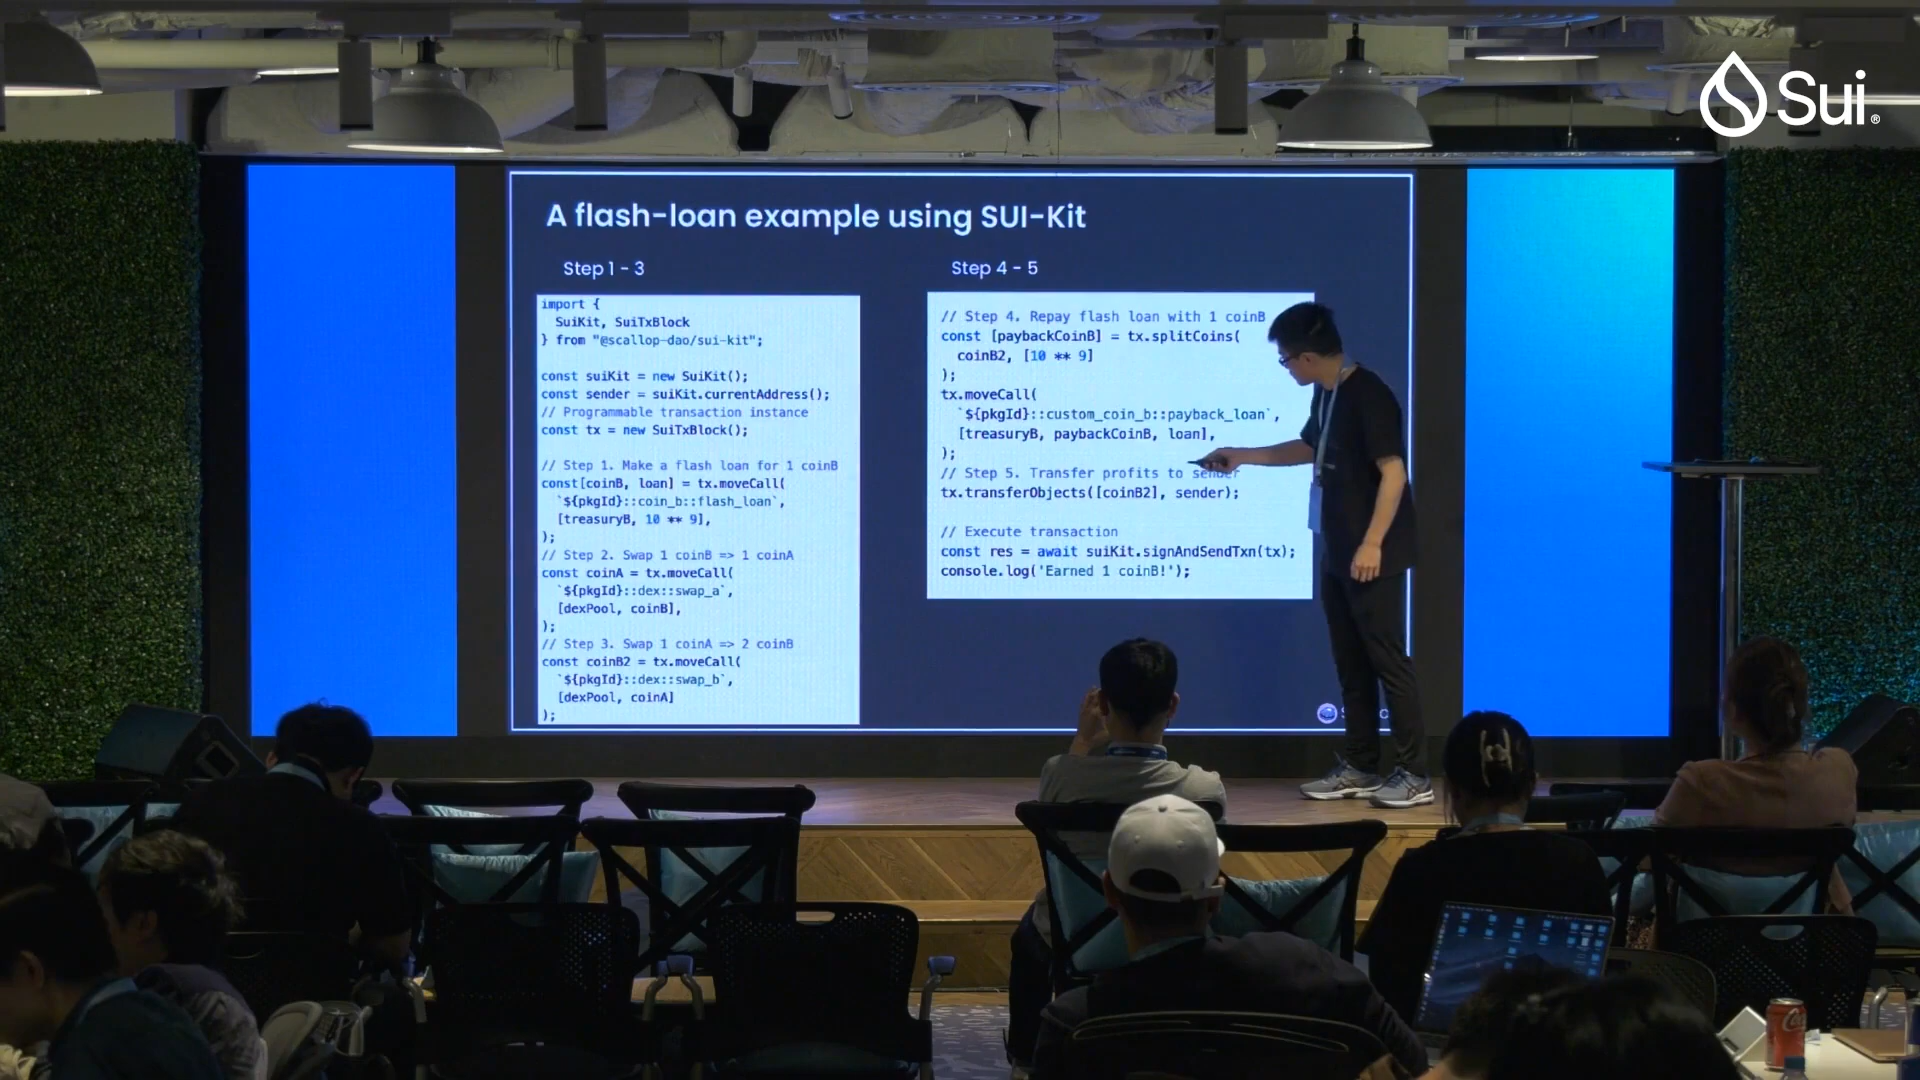 Sui®
A flash-loan example using SUI-Kit
Step 1 - 3
import {
  SuiKit, SuiTxBlock
} from "@scallop-dao/sui-kit";
const suiKit = new SuiKit();
const sender = suiKit.currentAddress();
// Programmable transaction instance
const tx = new SuiTxBlock();
// Step 1. Make a flash loan for 1 coinB
const[coinB, loan] = tx.moveCall(
  `${pkgId}::coin_b::flash_loan`,
  [treasuryB, 10 ** 9],
);
// Step 2. Swap 1 coinB => 1 coinA
const coinA = tx.moveCall(
  `${pkgId}::dex::swap_a`,
  [dexPool, coinB],
);
// Step 3. Swap 1 coinA => 2 coinB
const coinB2 = tx.moveCall(
  `${pkgId}::dex::swap_b`,
  [dexPool, coinA]
);
Step 4 - 5
// Step 4. Repay flash loan with 1 coinB
const [paybackCoinB] = tx.splitCoins(
  coinB2, [10 ** 9]
);
tx.moveCall(
  `${pkgId}::custom_coin_b::payback_loan`,
  [treasuryB, paybackCoinB, loan],
);
// Step 5. Transfer profits to sender
tx.transferObjects([coinB2], sender);
// Execute transaction
const res = await suiKit.signAndSendTxn(tx);
console.log('Earned 1 coinB!');